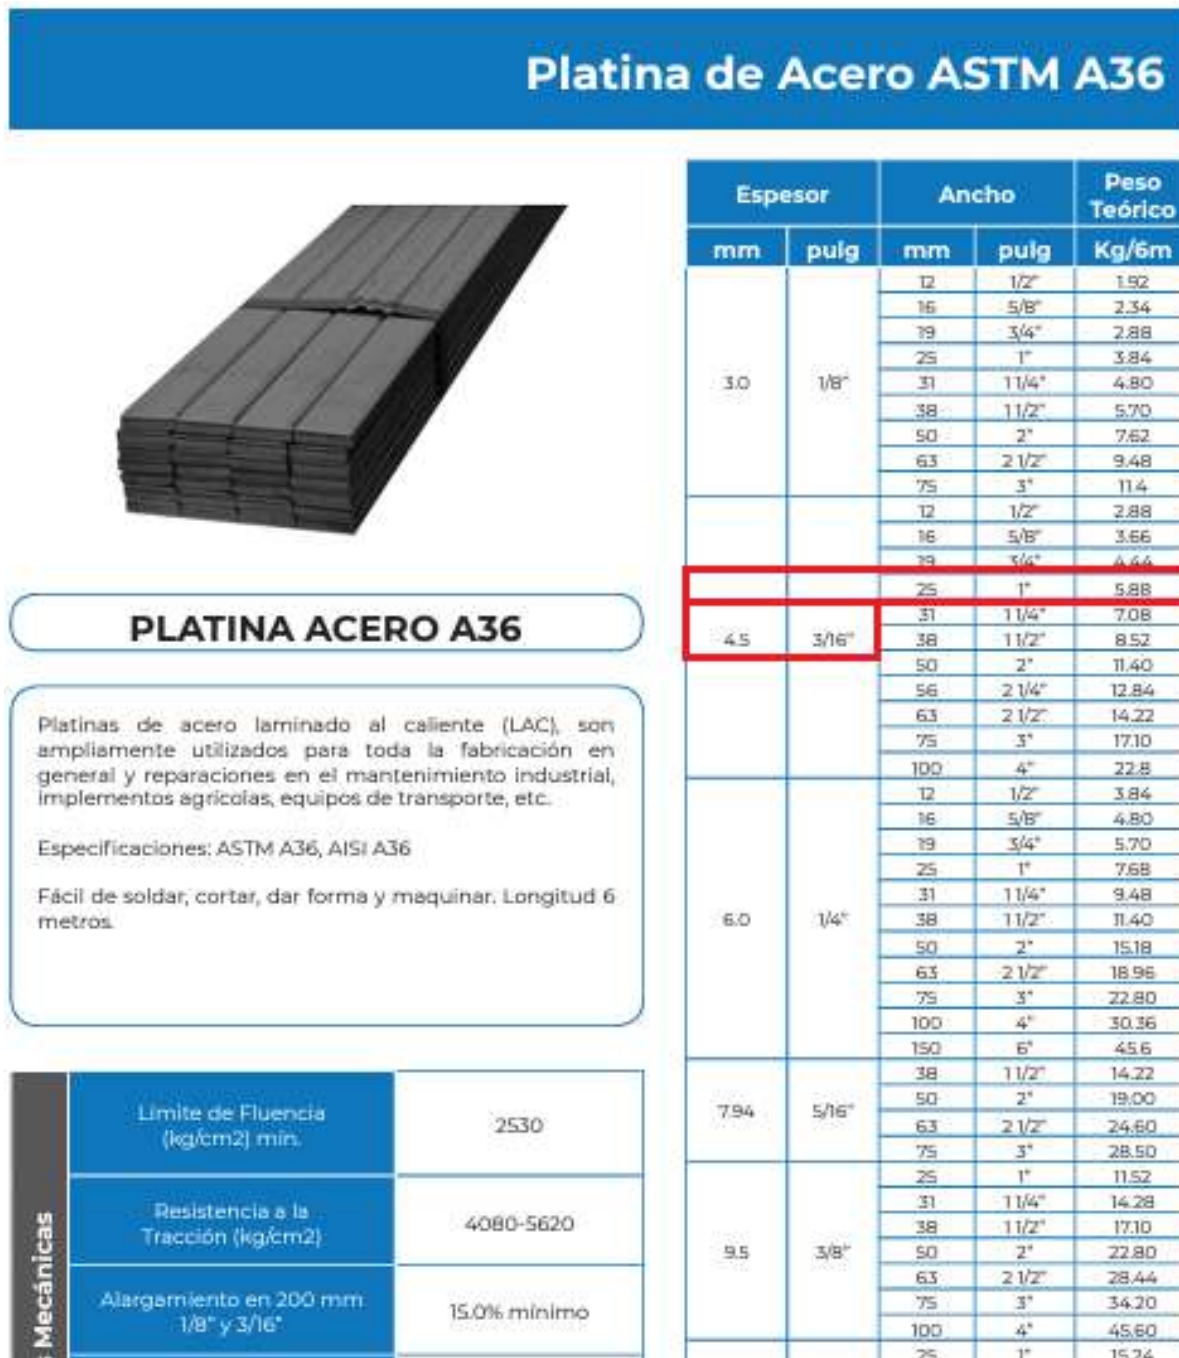 Platina de Acero ASTM A36
PLATINA ACERO A36
Platinas de acero laminado al caliente (LAC), son
ampliamente utilizados para toda la fabricación en
general y reparaciones en el mantenimiento industrial,
implementos agrícolas, equipos de transporte, etc.
Especificaciones: ASTM A36, AISI A36
Fácil de soldar, cortar, dar forma y maquinar. Longitud 6
metros.
Mecánicas
Límite de Fluencia
(kg/cm2) mín.
2530
Resistencia a la
Tracción (kg/cm2)
4080-5620
Alargamiento en 200 mm
1/8" y 3/16"
15.0% mínimo
Espesor Ancho Peso
Teórico
mm pulg mm pulg Kg/6m
12 1/2" 1.92
16 5/8" 2.34
19 3/4" 2.88
25 1" 3.84
3.0 1/8" 31 1 1/4" 4.80
38 1 1/2" 5.70
50 2" 7.62
63 2 1/2" 9.48
75 3" 11.4
12 1/2" 2.88
16 5/8" 3.66
19 3/4" 4.44
25 1" 5.88
31 1 1/4" 7.08
4.5 3/16" 38 1 1/2" 8.52
50 2" 11.40
56 2 1/4" 12.84
63 2 1/2" 14.22
75 3" 17.10
100 4" 22.8
12 1/2" 3.84
16 5/8" 4.80
19 3/4" 5.70
25 1" 7.68
31 1 1/4" 9.48
6.0 1/4" 38 1 1/2" 11.40
50 2" 15.18
63 2 1/2" 18.96
75 3" 22.80
100 4" 30.36
150 6" 45.6
38 1 1/2" 14.22
7.94 5/16" 50 2" 19.00
63 2 1/2" 24.60
75 3" 28.50
25 1" 11.52
31 1 1/4" 14.28
38 1 1/2" 17.10
9.5 3/8" 50 2" 22.80
63 2 1/2" 28.44
75 3" 34.20
100 4" 45.60
25 1" 15.24